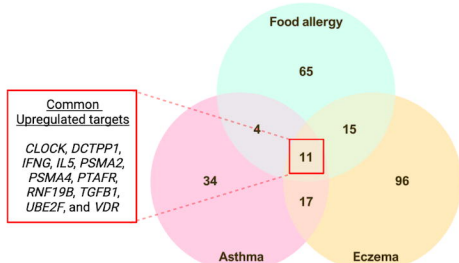 Food allergy
65
Common
Upregulated targets
CLOCK, DCTPP1,
IFNG, IL5, PSMA2,
PSMA4, PTAFR,
RNF19B, TGFB1,
UBE2F, and VDR
4
15
11
34
17
96
Asthma
Eczema